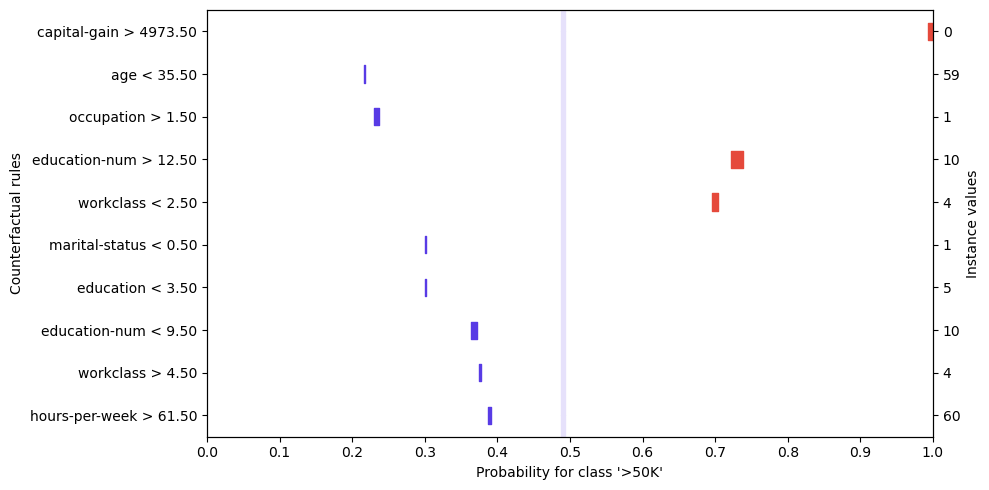 Counterfactual rules
capital-gain > 4973.50 0
age < 35.50 59
occupation > 1.50 1
education-num > 12.50 10
workclass < 2.50 4
marital-status < 0.50 1
education < 3.50 5
education-num < 9.50 10
workclass > 4.50 4
hours-per-week > 61.50 60
Instance values
0.0 0.1 0.2 0.3 0.4 0.5 0.6 0.7 0.8 0.9 1.0
Probability for class '>50K'